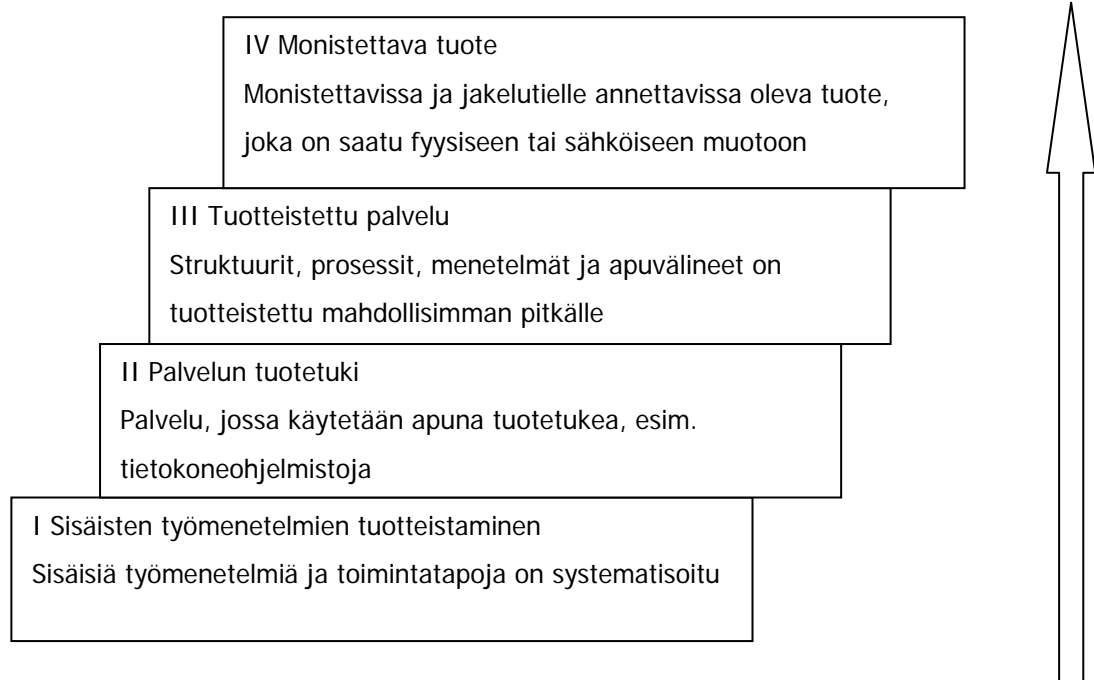 IV Monistettava tuote
Monistettavissa ja jakelutielle annettavissa oleva tuote,
joka on saatu fyysiseen tai sähköiseen muotoon
III Tuotteistettu palvelu
Struktuurit, prosessit, menetelmät ja apuvälineet on
tuotteistettu mahdollisimman pitkälle
II Palvelun tuotetuki
Palvelu, jossa käytetään apuna tuotetukea, esim.
tietokoneohjelmistoja
I Sisäisten työmenetelmien tuotteistaminen
Sisäisiä työmenetelmiä ja toimintatapoja on systematisoitu